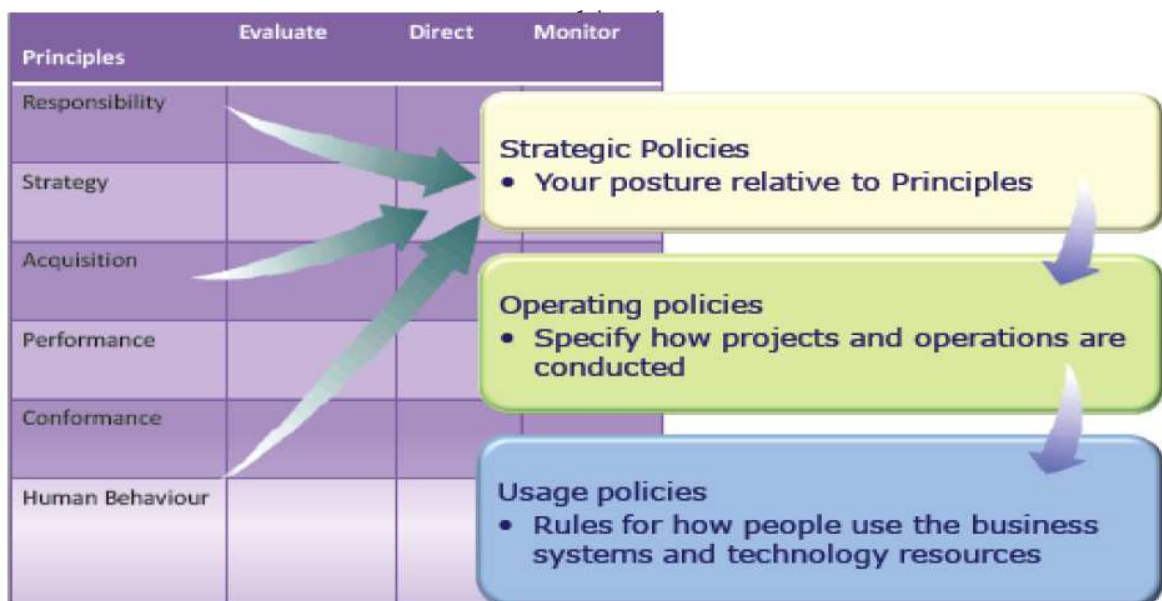 Evaluate Direct Monitor
Principles
Responsibility
Strategy
Acquisition
Performance
Conformance
Human Behaviour
Strategic Policies
• Your posture relative to Principles
Operating policies
• Specify how projects and operations are
conducted
Usage policies
• Rules for how people use the business
systems and technology resources